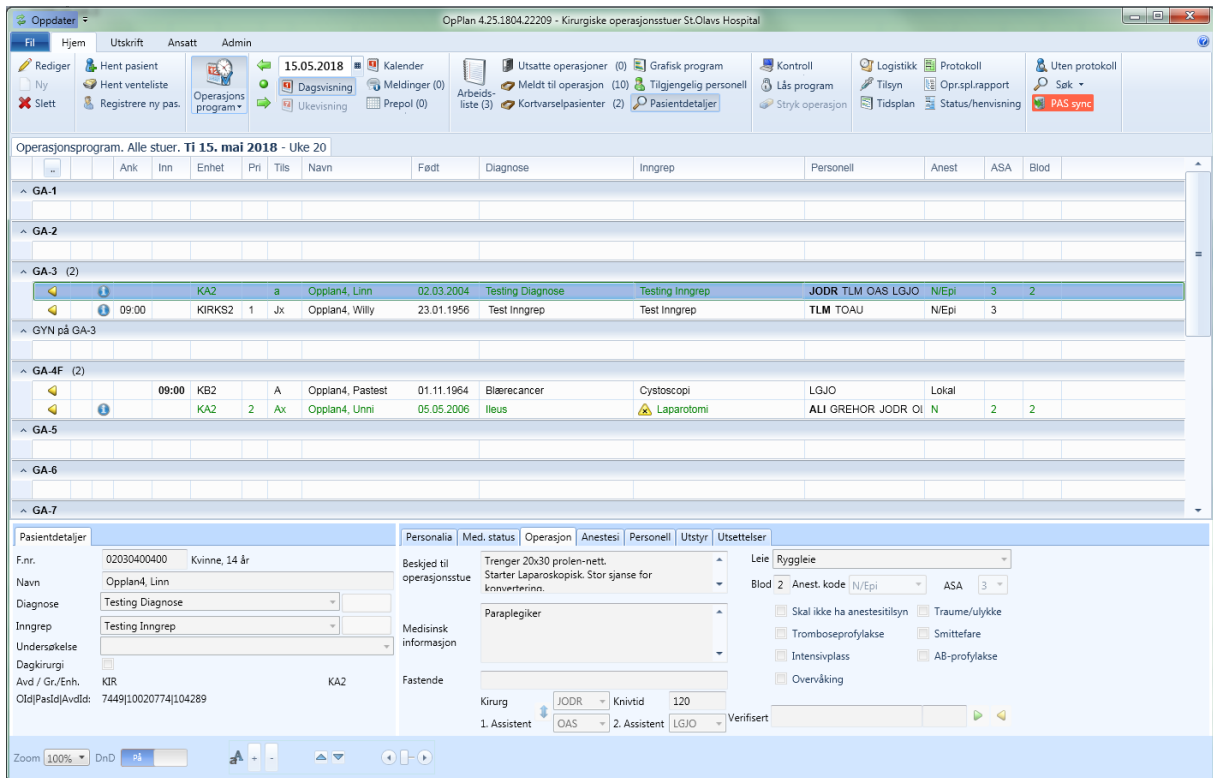 Oppdater
OpPlan 4.25.1804.22209 - Kirurgiske operasjonsstuer St.Olavs Hospital
Fil Hjem Utskrift Ansatt Admin
Rediger Hent pasient 15.05.2018 Kalender Utsatte operasjoner (0) Grafisk program Kontroll Logistikk Protokoll Uten protokoll
Ny Hent venteliste Operasjons program Dagsvisning Meldinger (0) Arbeids- liste (3) Meldt til operasjon (10) Tilgjengelig personell Lås program Tilsyn Opr.spl.rapport Søk
Slett Registrere ny pas. Ukevisning Prepol (0) Kortvarselpasienter (2) Pasientdetaljer Stryk operasjon Tidsplan Status/henvisning PAS sync
Operasjonsprogram. Alle stuer. Ti 15. mai 2018 - Uke 20
.. Ank Inn Enhet Pri Tils Navn Født Diagnose Inngrep Personell Anest ASA Blod
GA-1
GA-2
GA-3 (2)
KA2 a Opplan4, Linn 02.03.2004 Testing Diagnose Testing Inngrep JODR TLM OAS LGJO N/Epi 3 2
09:00 KIRKS2 1 Jx Opplan4, Willy 23.01.1956 Test Inngrep Test Inngrep TLM TOAU N/Epi 3
GYN på GA-3
GA-4F (2)
09:00 KB2 A Opplan4, Pastest 01.11.1964 Blærecancer Cystoscopi LGJO Lokal
KA2 2 Ax Opplan4, Unni 05.05.2006 Ileus Laparotomi ALI GREHOR JODR N 2 2
GA-5
GA-6
GA-7
Pasientdetaljer
F.nr. 02030400400 Kvinne, 14 år
Navn Opplan4, Linn
Diagnose Testing Diagnose
Inngrep Testing Inngrep
Undersøkelse
Dagkirurgi
Avd / Gr./Enh. KIR KA2
OId|PasId|AvdId: 7449|10020774|104289
Personalia Med. status Operasjon Anestesi Personell Utstyr Utsettelser
Beskjed til operasjonsstue
Trenger 20x30 prolen-nett.
Starter Laparoskopisk. Stor sjanse for
konvertering.
Medisinsk informasjon
Paraplegiker
Fastende
Kirurg JODR Knivtid 120
1. Assistent OAS 2. Assistent LGJO
Leie Ryggleie
Blod 2 Anest. kode N/Epi ASA 3
Skal ikke ha anestesitilsyn Traume/ulykke
Tromboseprofylakse Smittefare
Intensivplass AB-profylakse
Overvåking
Verifisert
Zoom 100% DnD På a A + -